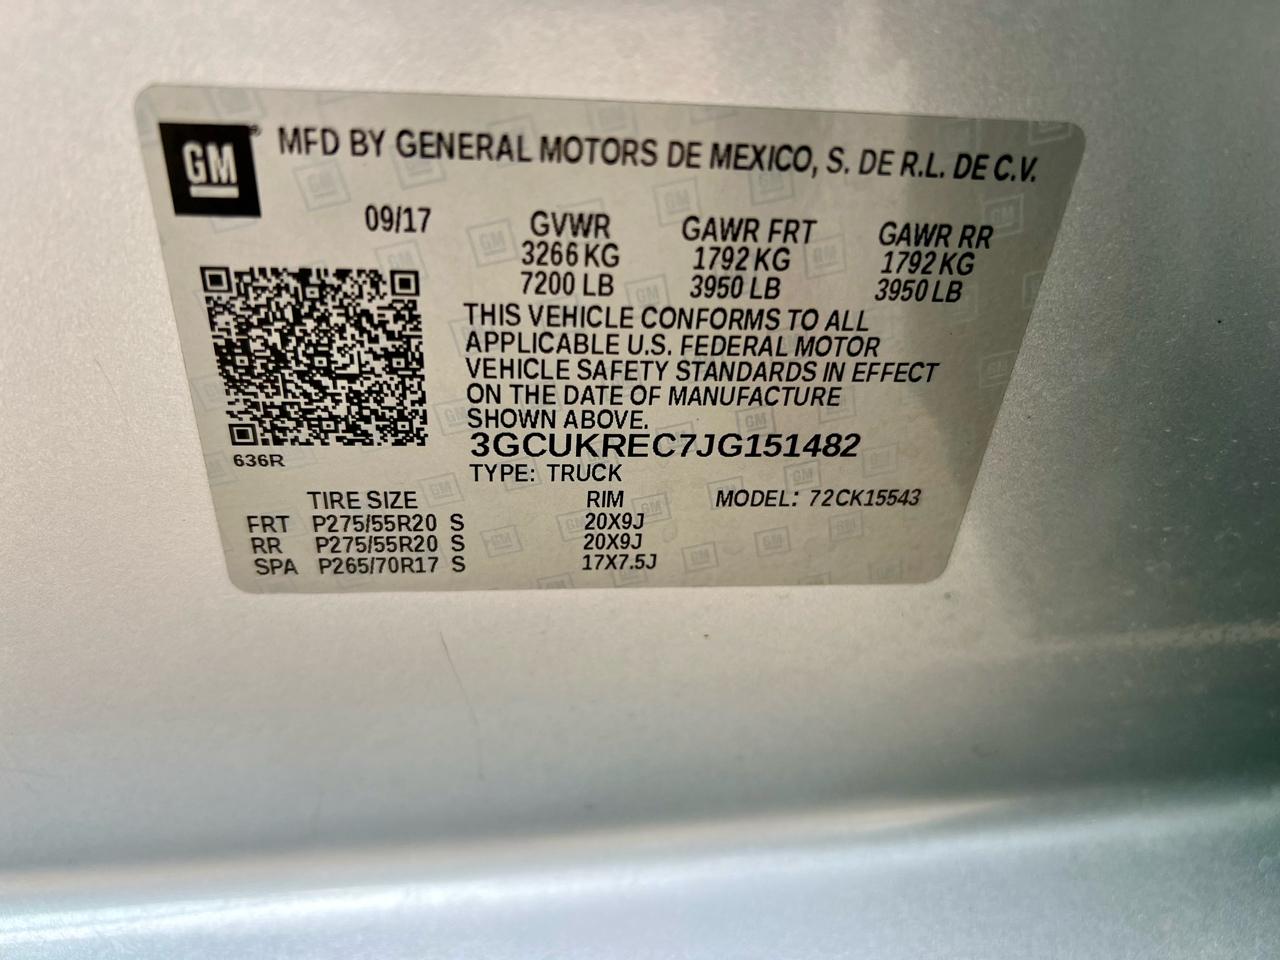 GM® MFD BY GENERAL MOTORS DE MEXICO, S. DE R.L. DE C.V.
09/17 GVWR GAWR FRT GAWR RR
3266 KG 1792 KG 1792 KG
7200 LB 3950 LB 3950 LB
THIS VEHICLE CONFORMS TO ALL
APPLICABLE U.S. FEDERAL MOTOR
VEHICLE SAFETY STANDARDS IN EFFECT
ON THE DATE OF MANUFACTURE
SHOWN ABOVE.
636R 3GCUKREC7JG151482
TYPE: TRUCK
TIRE SIZE RIM MODEL: 72CK15543
FRT P275/55R20 S 20X9J
RR P275/55R20 S 20X9J
SPA P265/70R17 S 17X7.5J